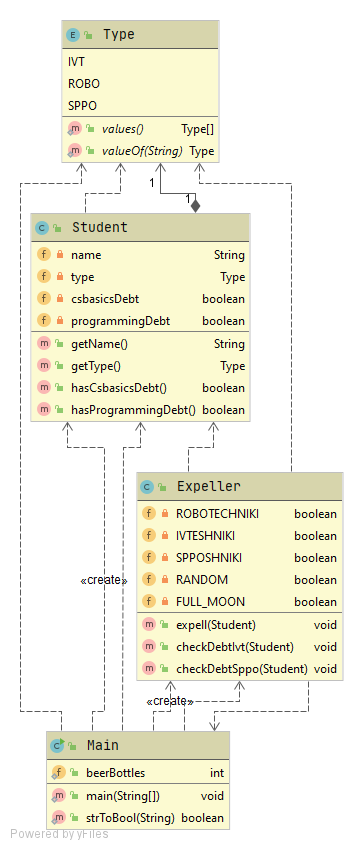 E Type
IVT
ROBO
SPPO
m values() Type[]
m valueOf(String) Type
1
1
C Student
f name String
f type Type
f csbasicsDebt boolean
f programmingDebt boolean
m getName() String
m getType() Type
m hasCsbasicsDebt() boolean
m hasProgrammingDebt() boolean
C Expeller
f ROBOTECHNIKI boolean
f IVTESHNIKI boolean
f SPPOSHNIKI boolean
f RANDOM boolean
f FULL_MOON boolean
«create»
m expell(Student) void
m checkDebtIvt(Student) void
m checkDebtSppo(Student) void
«create»
C Main
f beerBottles int
m main(String[]) void
m strToBool(String) boolean
Powered by yFiles